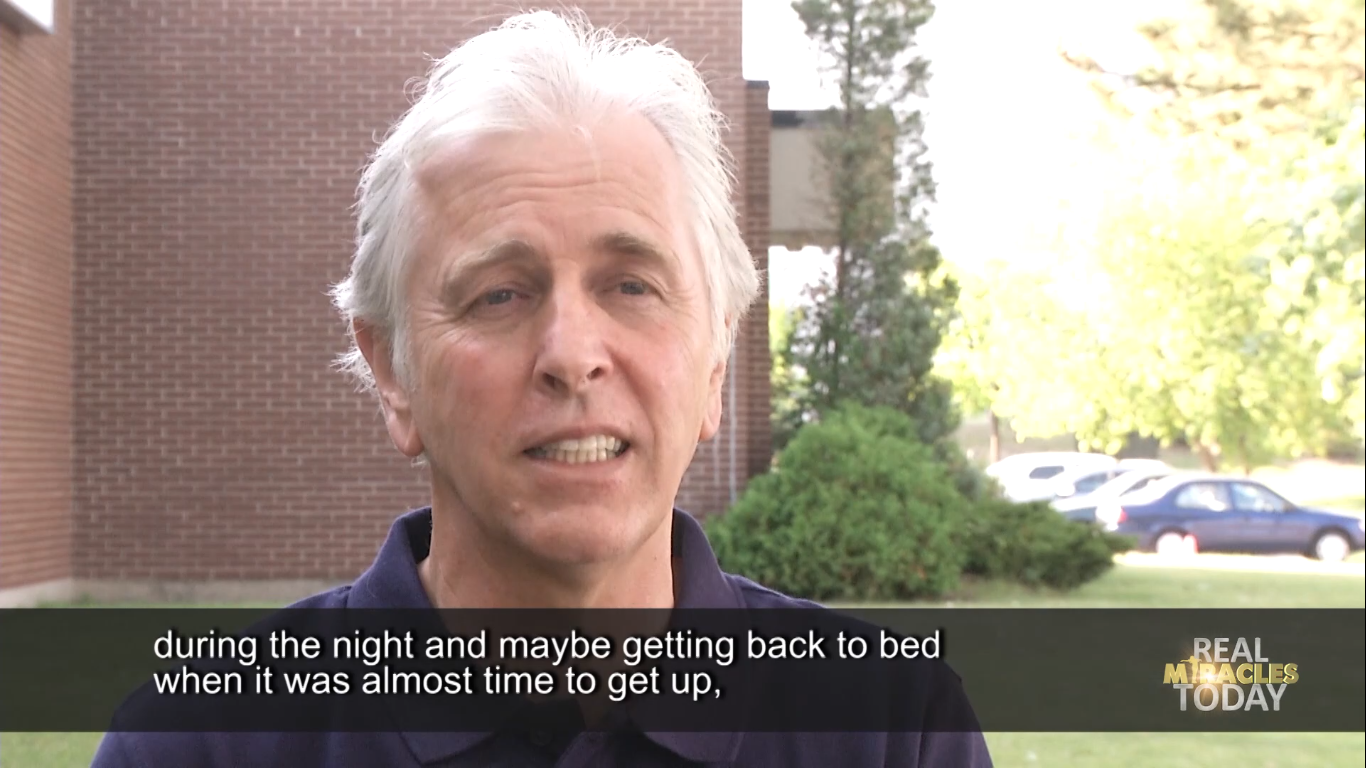 during the night and maybe getting back to bed
when it was almost time to get up,
REAL
MIRACLES
TODAY